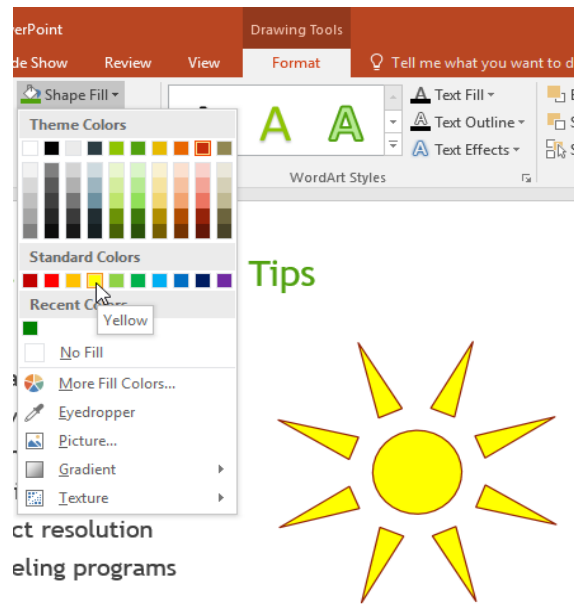 verPoint
Drawing Tools
de Show Review View Format Tell me what you want to d
Shape Fill
Theme Colors
A A
Text Fill
Text Outline
Text Effects
WordArt Styles
Standard Colors
Tips
Recent Colors
Yellow
No Fill
More Fill Colors...
Eyedropper
Picture...
Gradient
Texture
ct resolution
eling programs